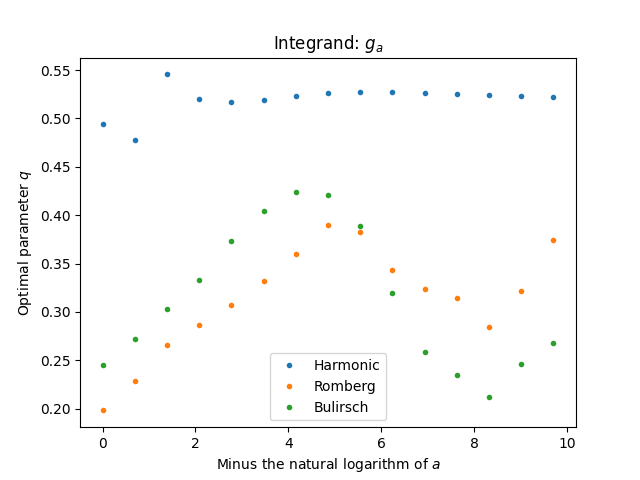 Integrand: gₐ
0.55
0.50
0.45
0.40
0.35
0.30
0.25
0.20
Optimal parameter q
Harmonic
Romberg
Bulirsch
0 2 4 6 8 10
Minus the natural logarithm of a